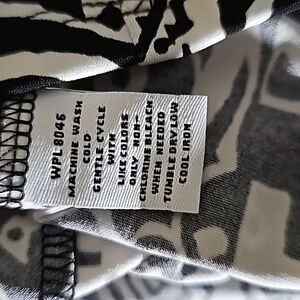 WPL 8046
MACHINE WASH
COLD
GENTLE CYCLE
WITH
LIKE COLORS
ONLY NON-
CHLORINE BLEACH
WHEN NEEDED
TUMBLE DRY LOW
COOL IRON